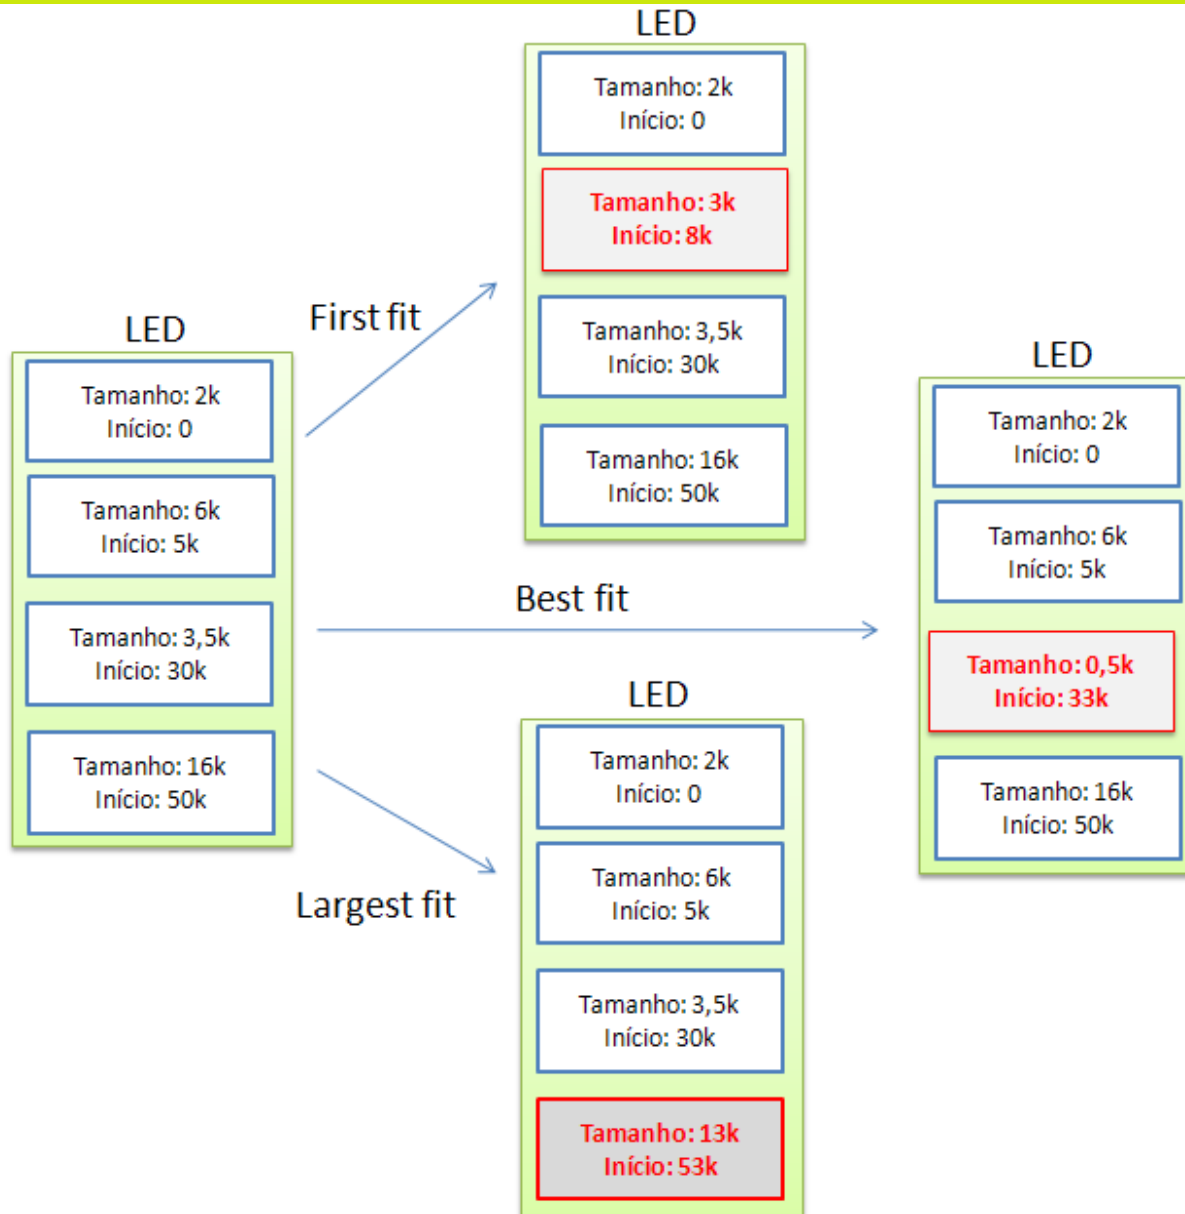 LED
Tamanho: 2k
Início: 0
Tamanho: 3k
Início: 8k
Tamanho: 3,5k
Início: 30k
Tamanho: 16k
Início: 50k
First fit
LED
Tamanho: 2k
Início: 0
Tamanho: 6k
Início: 5k
Tamanho: 3,5k
Início: 30k
Tamanho: 16k
Início: 50k
Best fit
LED
Tamanho: 2k
Início: 0
Tamanho: 6k
Início: 5k
Tamanho: 0,5k
Início: 33k
Tamanho: 16k
Início: 50k
Largest fit
LED
Tamanho: 2k
Início: 0
Tamanho: 6k
Início: 5k
Tamanho: 3,5k
Início: 30k
Tamanho: 13k
Início: 53k